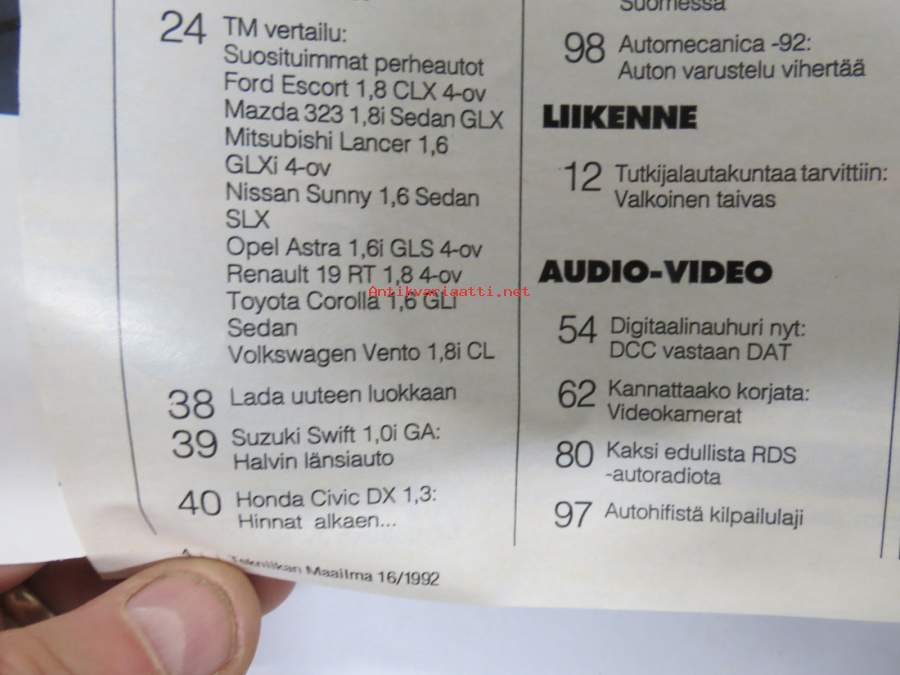 24 TM vertailu:
Suosituimmat perheautot
Ford Escort 1,8 CLX 4-ov
Mazda 323 1,8i Sedan GLX
Mitsubishi Lancer 1,6
GLXi 4-ov
Nissan Sunny 1,6 Sedan
SLX
Opel Astra 1,6i GLS 4-ov
Renault 19 RT 1,8 4-ov
Toyota Corolla 1,6 GLi
Sedan
Volkswagen Vento 1,8i CL
38 Lada uuteen luokkaan
39 Suzuki Swift 1,0i GA:
Halvin länsiauto
40 Honda Civic DX 1,3:
Hinnat alkaen...
Suomessa
98 Automecanica -92:
Auton varustelu vihertää
LIIKENNE
12 Tutkijalautakuntaa tarvittiin:
Valkoinen taivas
AUDIO-VIDEO
54 Digitaalinauhuri nyt:
DCC vastaan DAT
62 Kannattaako korjata:
Videokamerat
80 Kaksi edullista RDS
-autoradiota
97 Autohifistä kilpailulaji
Tekniikan Maailma 16/1992
Antikvariaatti.net